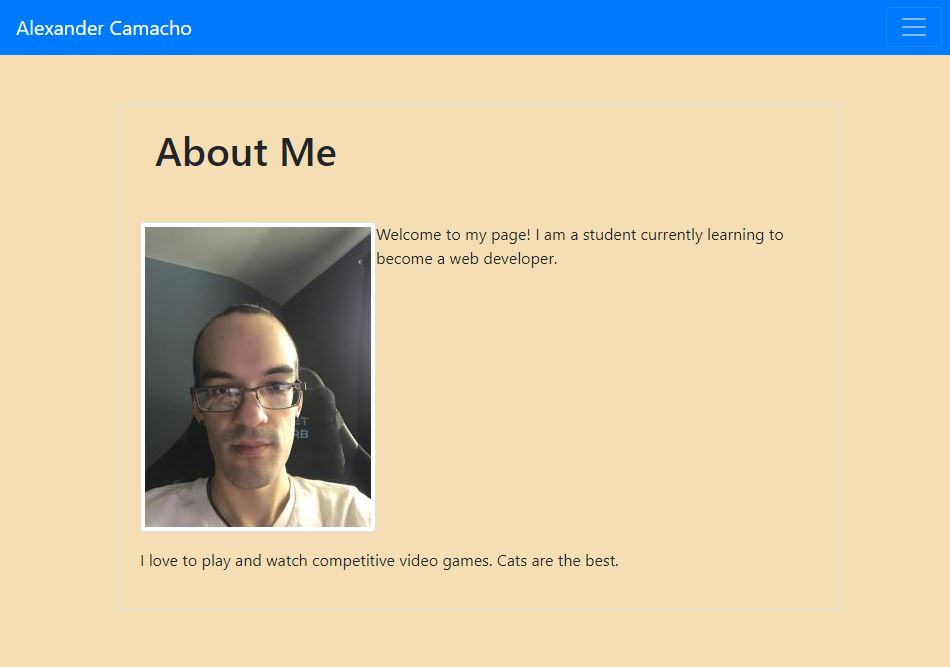 Alexander Camacho
About Me
Welcome to my page! I am a student currently learning to
become a web developer.
I love to play and watch competitive video games. Cats are the best.